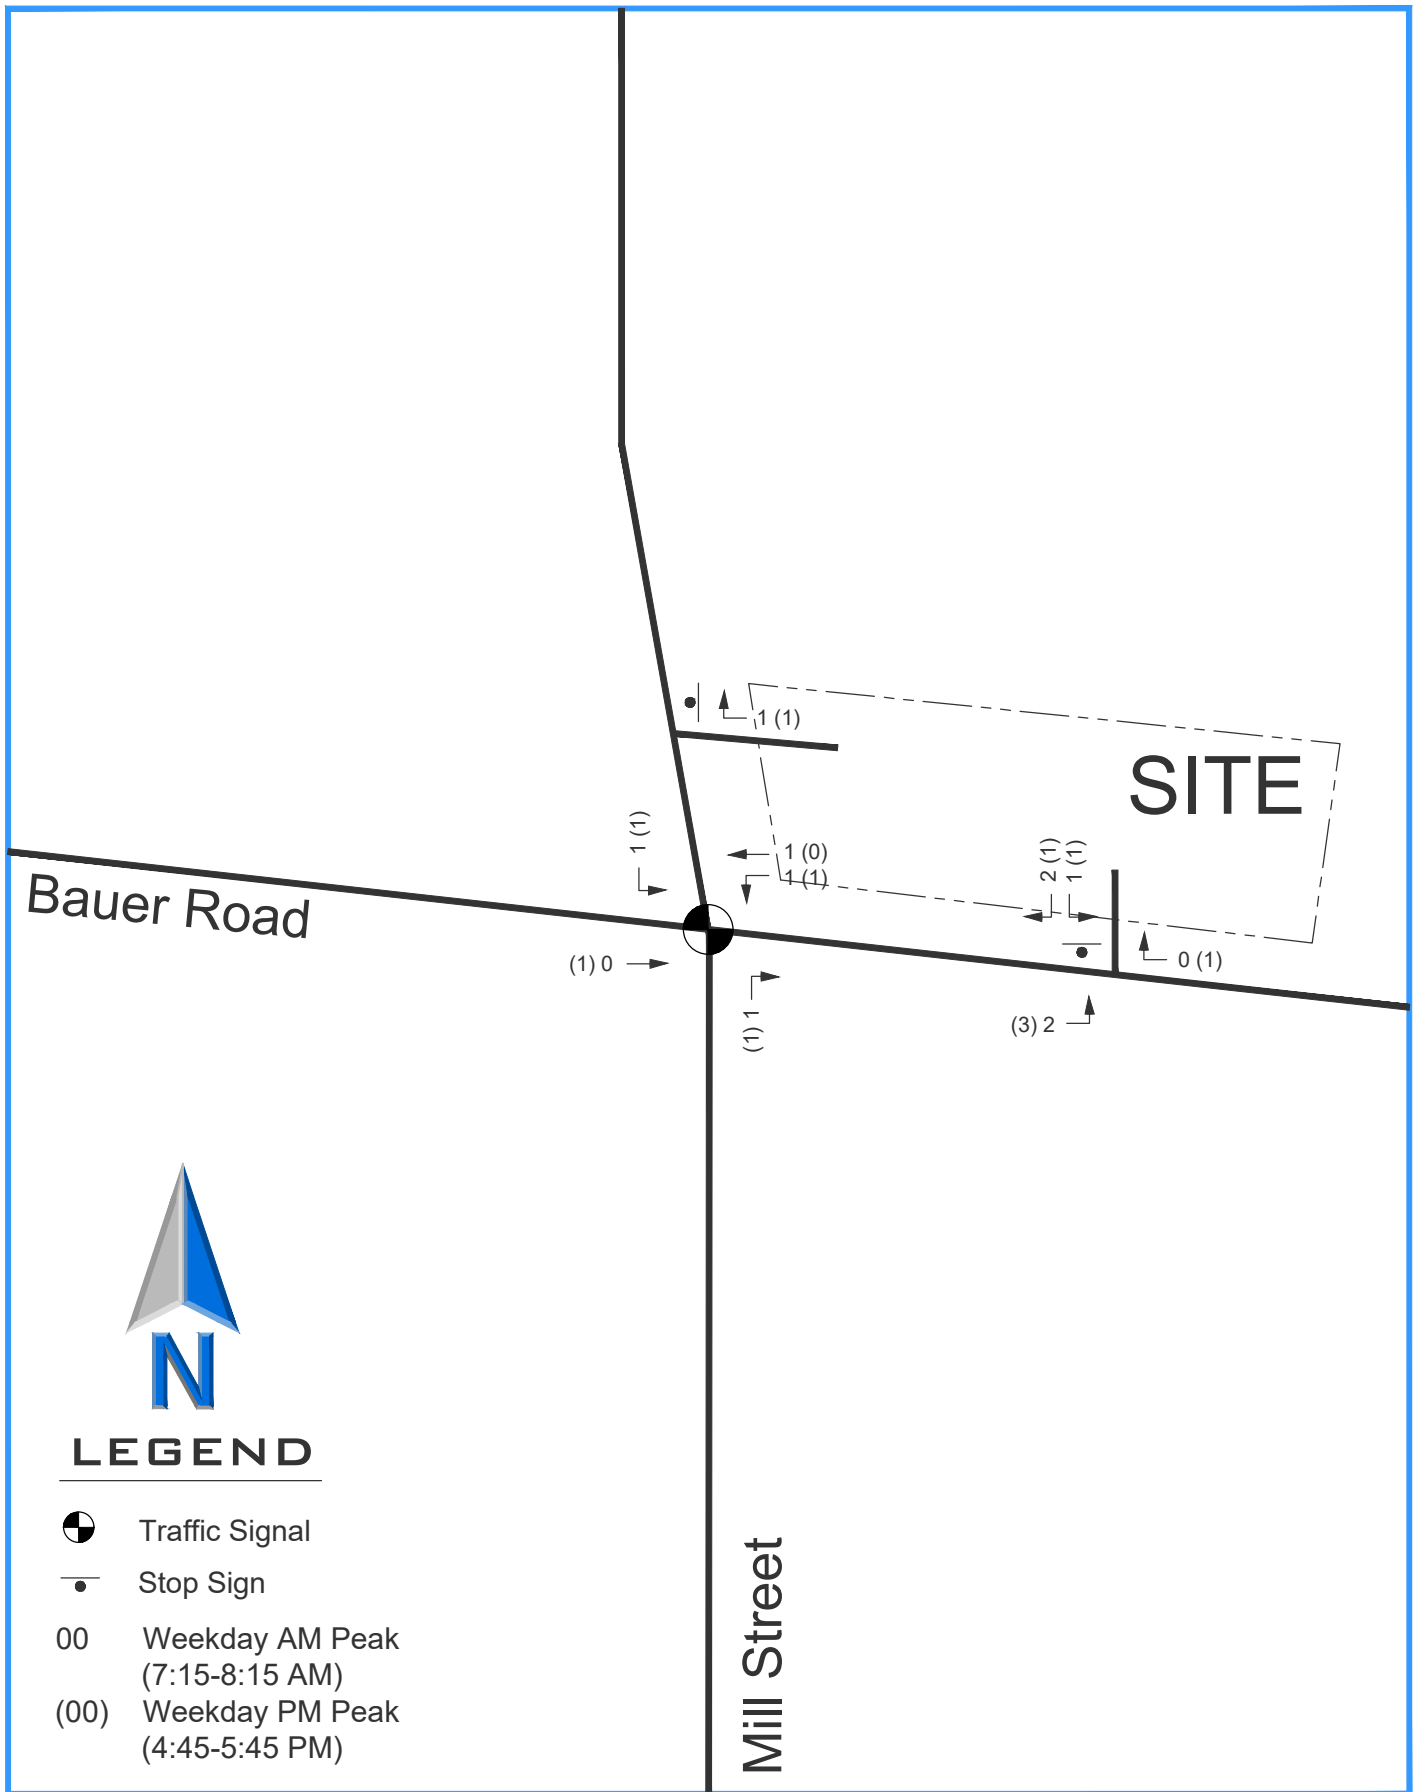 1 (1)
SITE
1 (1)
1 (0)
1 (1)
2 (1)
1 (1)
Bauer Road
(1) 0
(1) 1
0 (1)
(3) 2
N
LEGEND
Traffic Signal
Stop Sign
00 Weekday AM Peak
(7:15-8:15 AM)
(00) Weekday PM Peak
(4:45-5:45 PM)
Mill Street